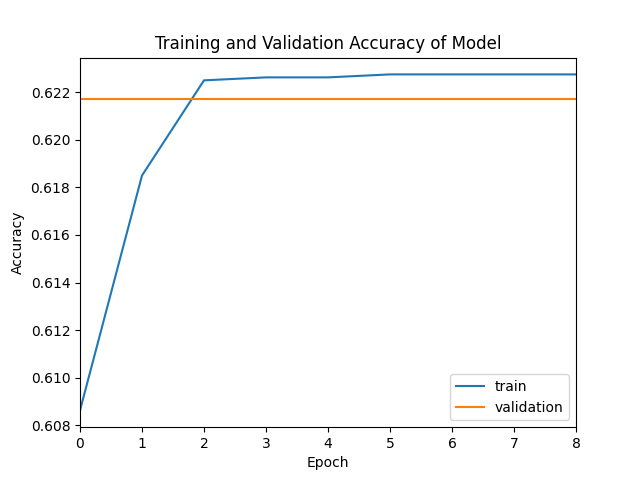 Training and Validation Accuracy of Model
Accuracy
0.622
0.620
0.618
0.616
0.614
0.612
0.610
0.608
0 1 2 3 4 5 6 7 8
Epoch
train
validation